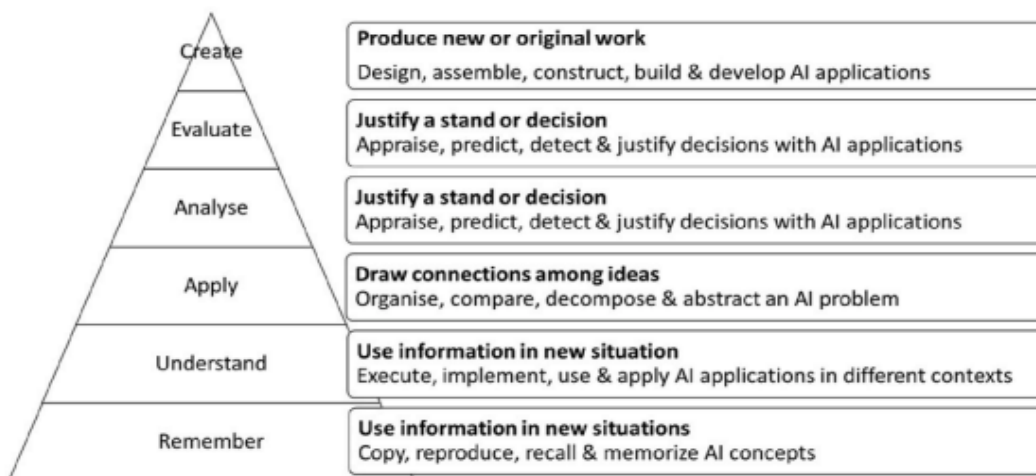 Create
Produce new or original work
Design, assemble, construct, build & develop AI applications
Evaluate
Justify a stand or decision
Appraise, predict, detect & justify decisions with AI applications
Analyse
Justify a stand or decision
Appraise, predict, detect & justify decisions with AI applications
Apply
Draw connections among ideas
Organise, compare, decompose & abstract an AI problem
Understand
Use information in new situation
Execute, implement, use & apply AI applications in different contexts
Remember
Use information in new situations
Copy, reproduce, recall & memorize AI concepts